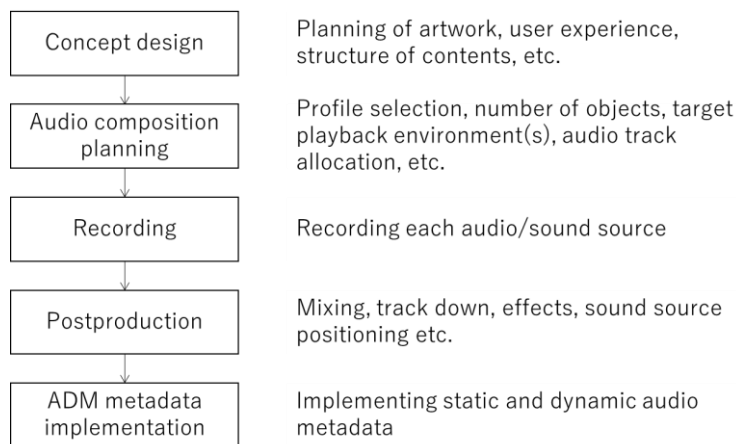 Concept design
Planning of artwork, user experience,
structure of contents, etc.
Audio composition
planning
Profile selection, number of objects, target
playback environment(s), audio track
allocation, etc.
Recording
Recording each audio/sound source
Postproduction
Mixing, track down, effects, sound source
positioning etc.
ADM metadata
implementation
Implementing static and dynamic audio
metadata